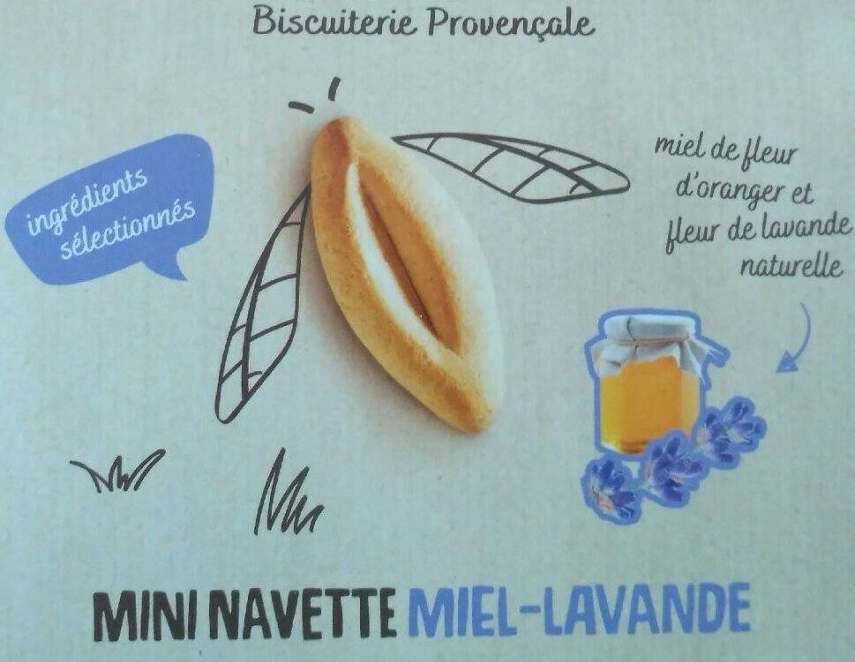 Biscuiterie Provençale
ingrédients
sélectionnés
miel de fleur
d'oranger et
fleur de lavande
naturelle
MINI NAVETTE MIEL-LAVANDE